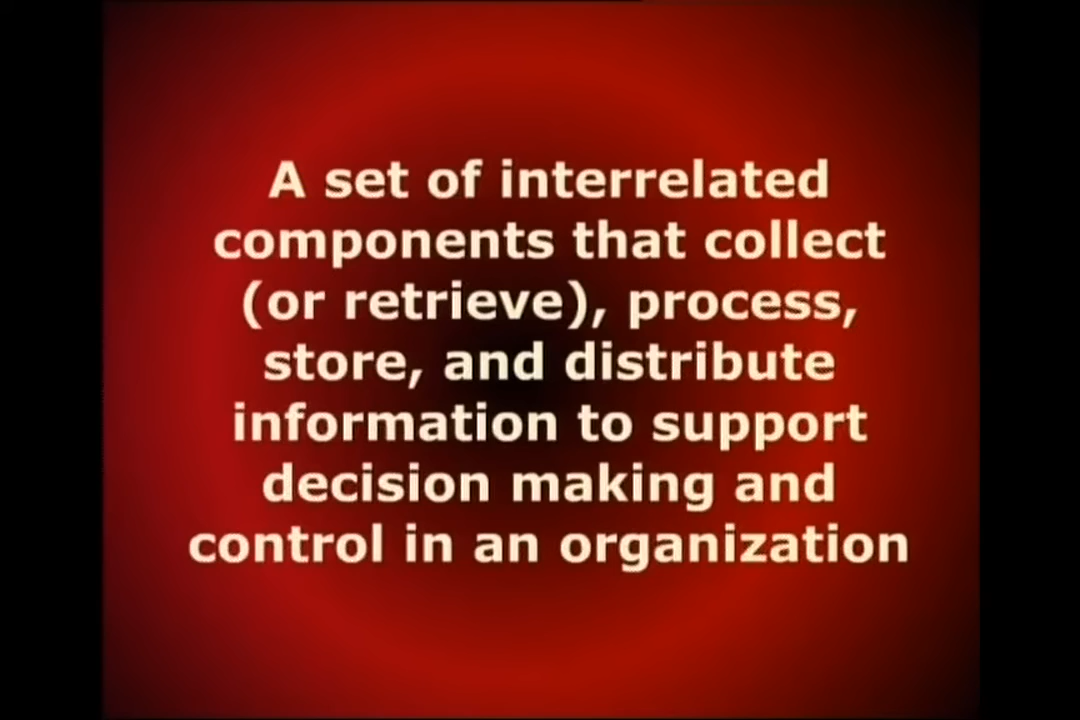 A set of interrelated
components that collect
(or retrieve), process,
store, and distribute
information to support
decision making and
control in an organization